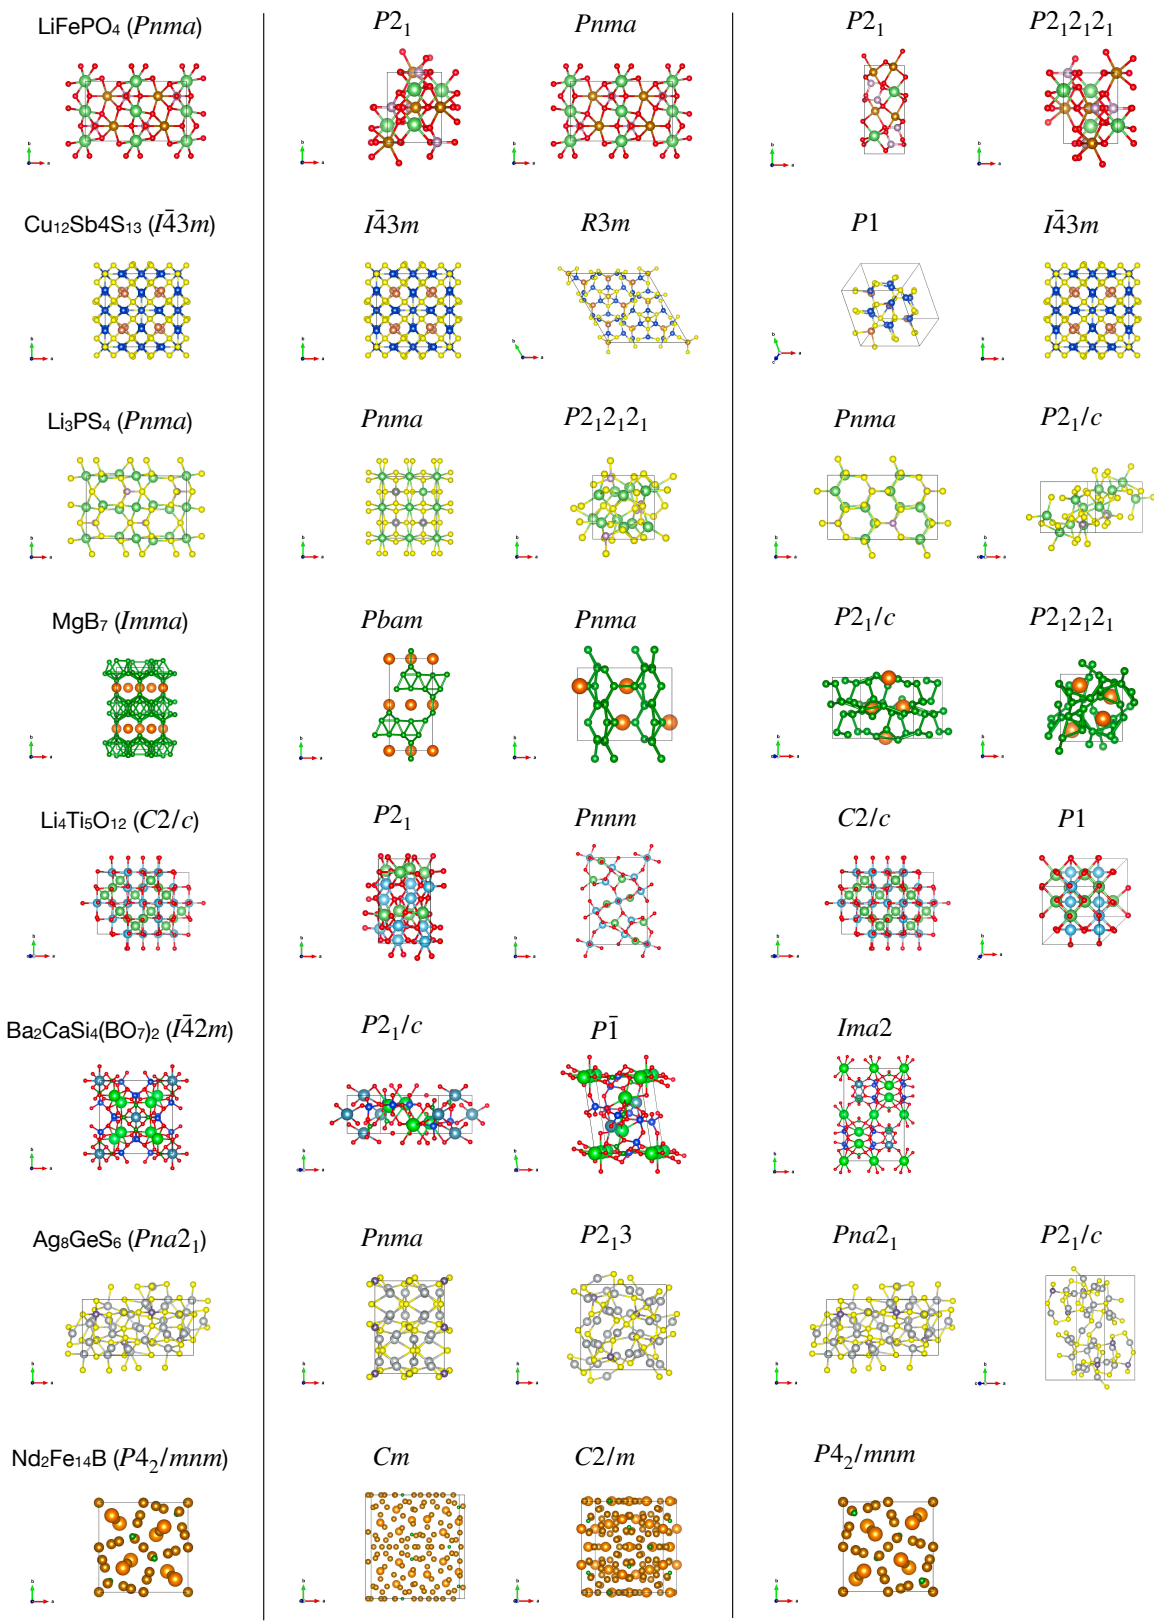 LiFePO₄ (Pnma) P2₁ Pnma P2₁ P2₁2₁2₁
Cu₁₂Sb4S₁₃ (I4̄3m) I4̄3m R3m P1 I4̄3m
Li₃PS₄ (Pnma) Pnma P2₁2₁2₁ Pnma P2₁/c
MgB₇ (Imma) Pbam Pnma P2₁/c P2₁2₁2₁
Li₄Ti₅O₁₂ (C2/c) P2₁ Pnnm C2/c P1
Ba₂CaSi₄(BO₇)₂ (I4̄2m) P2₁/c P1̄ Ima2
Ag₈GeS₆ (Pna2₁) Pnma P2₁3 Pna2₁ P2₁/c
Nd₂Fe₁₄B (P4₂/mnm) Cm C2/m P4₂/mnm